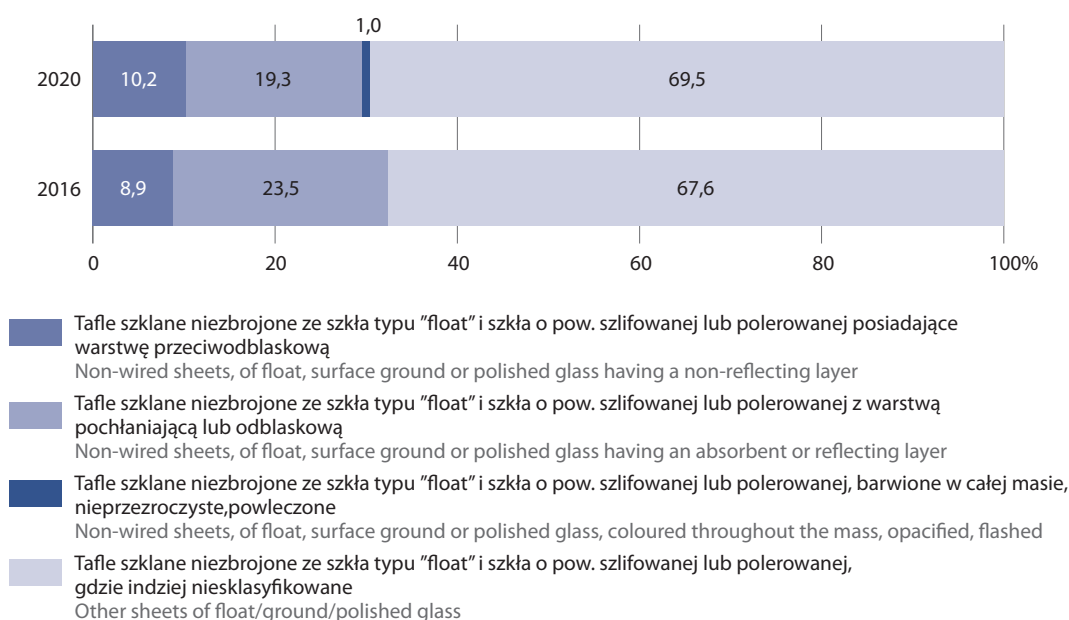 1,0
2020 10,2 19,3 69,5
2016 8,9 23,5 67,6
0 20 40 60 80 100%
Tafle szklane niezbrojone ze szkła typu ”float” i szkła o pow. szlifowanej lub polerowanej posiadające
warstwę przeciwodblaskową
Non-wired sheets, of float, surface ground or polished glass having a non-reflecting layer
Tafle szklane niezbrojone ze szkła typu ”float” i szkła o pow. szlifowanej lub polerowanej z warstwą
pochłaniającą lub odblaskową
Non-wired sheets, of float, surface ground or polished glass having an absorbent or reflecting layer
Tafle szklane niezbrojone ze szkła typu ”float” i szkła o pow. szlifowanej lub polerowanej, barwione w całej masie,
nieprzezroczyste,powleczone
Non-wired sheets, of float, surface ground or polished glass, coloured throughout the mass, opacified, flashed
Tafle szklane niezbrojone ze szkła typu ”float” i szkła o pow. szlifowanej lub polerowanej,
gdzie indziej niesklasyfikowane
Other sheets of float/ground/polished glass